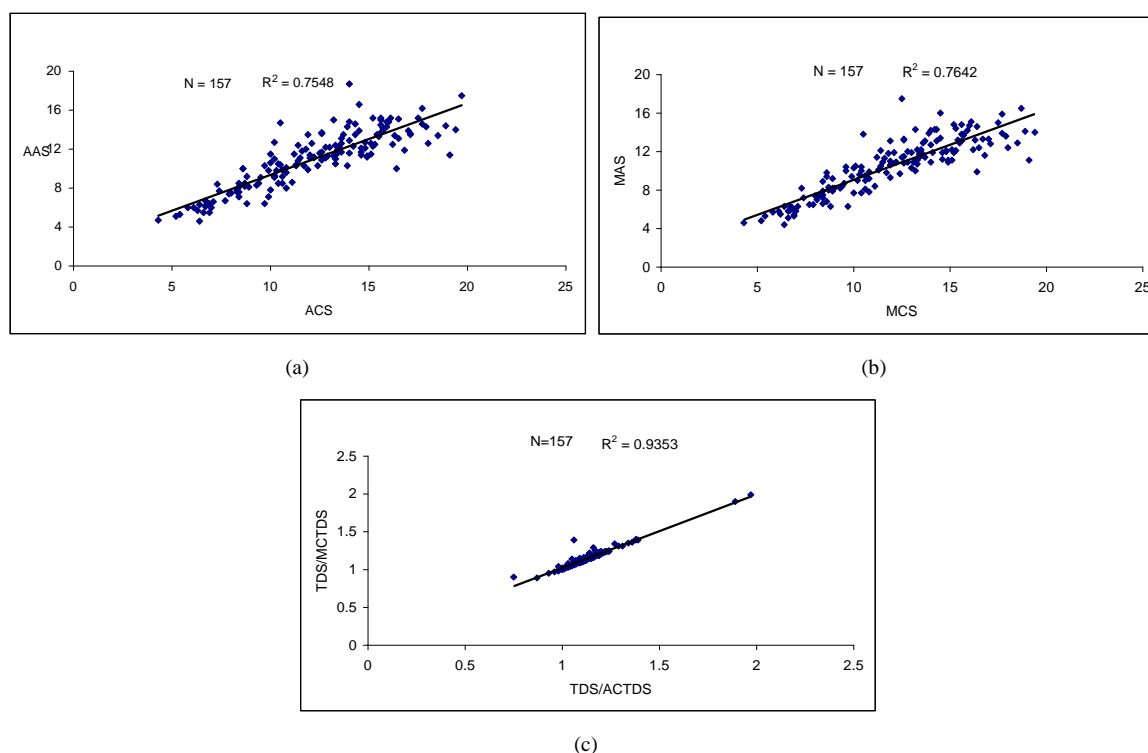 N = 157 R² = 0.7548
20
16
AAS 12
8
4
0
0 5 10 15 20 25
ACS
(a)
N = 157 R² = 0.7642
20
16
12
8
4
0
MAS
0 5 10 15 20 25
MCS
(b)
N=157 R² = 0.9353
2.5
2
1.5
1
0.5
0
TDS/MCTDS
0 0.5 1 1.5 2 2.5
TDS/ACTDS
(c)